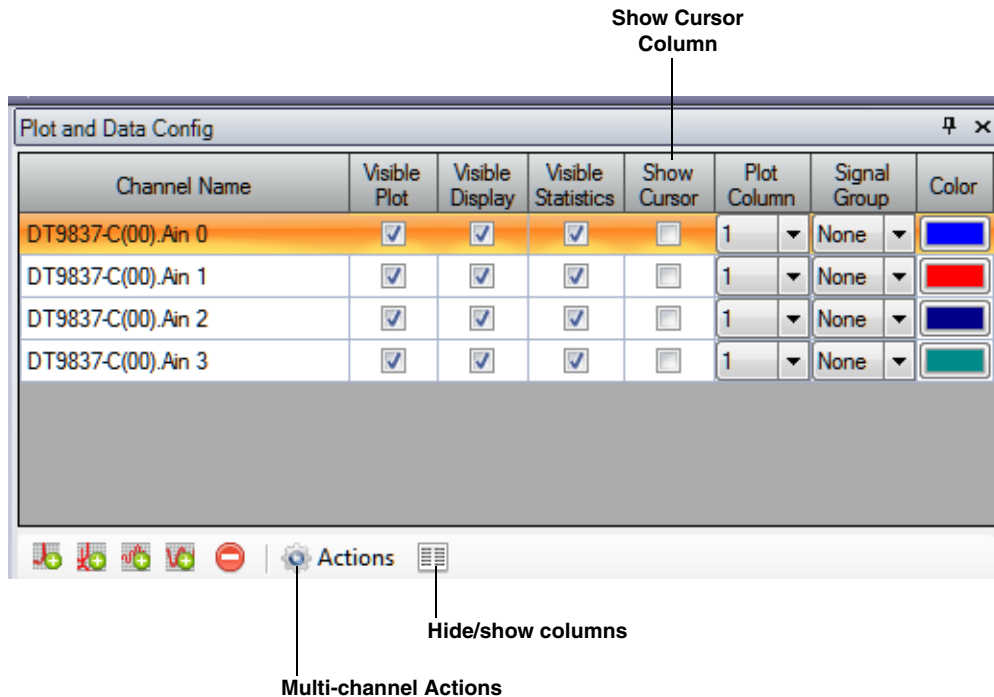 Show Cursor
Column
Plot and Data Config
Channel Name Visible Plot Visible Display Visible Statistics Show Cursor Plot Column Signal Group Color
DT9837-C(00).Ain 0 1 None
DT9837-C(00).Ain 1 1 None
DT9837-C(00).Ain 2 1 None
DT9837-C(00).Ain 3 1 None
Actions
Hide/show columns
Multi-channel Actions